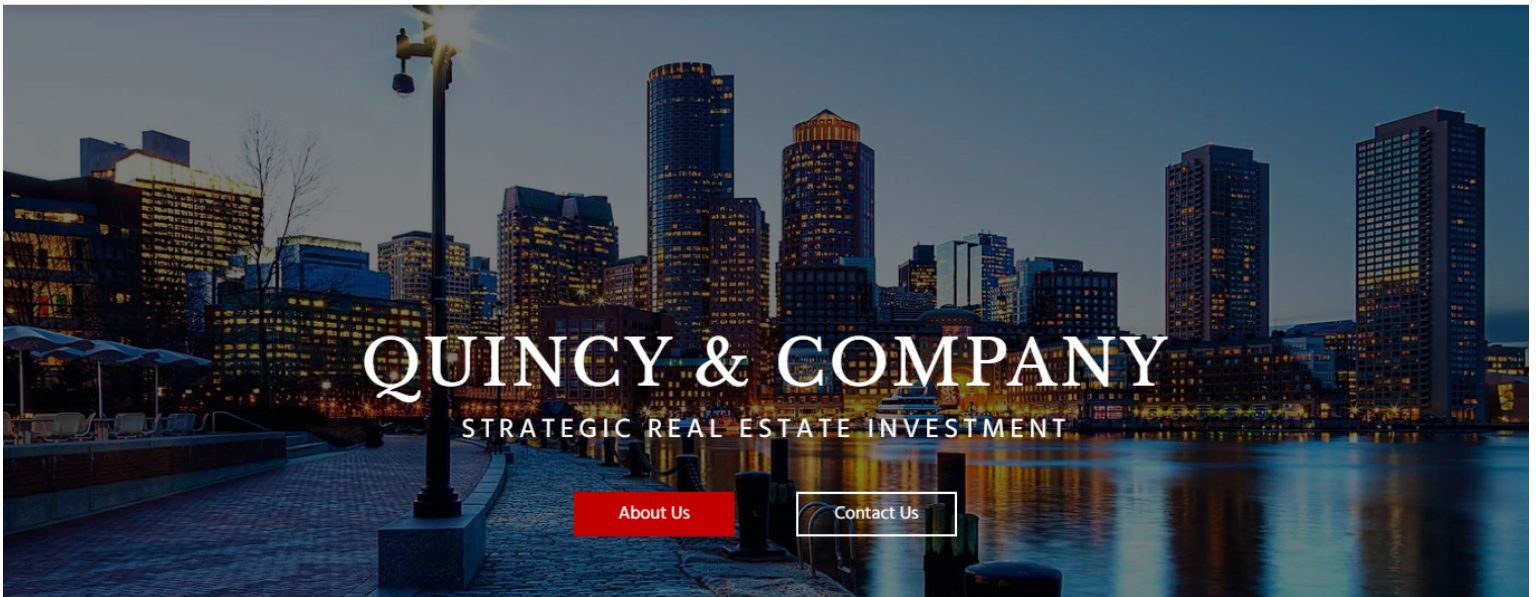 QUINCY & COMPANY
STRATEGIC REAL ESTATE INVESTMENT
About Us
Contact Us